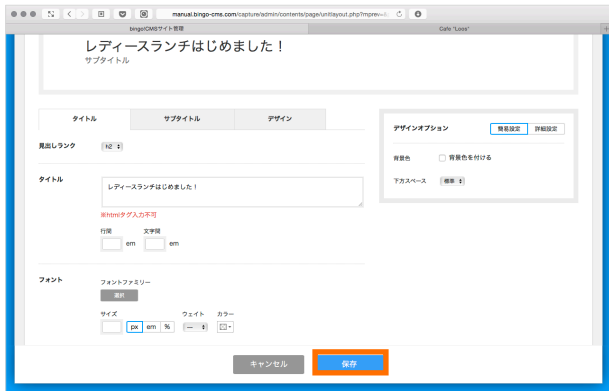 manual.bingo-cms.com/capture/admin/contents/page/unitlayout.php?mprev=
bingo!CMSサイト管理 Cafe "Loos"
レディースランチはじめました！
サブタイトル
タイトル サブタイトル デザイン
見出しランク h2
タイトル レディースランチはじめました！
※htmlタグ入力不可
行間 文字間
em em
フォント フォントファミリー
選択
サイズ ウェイト カラー
px em % —
デザインオプション 簡易設定 詳細設定
背景色 背景色を付ける
下方スペース 標準
キャンセル 保存